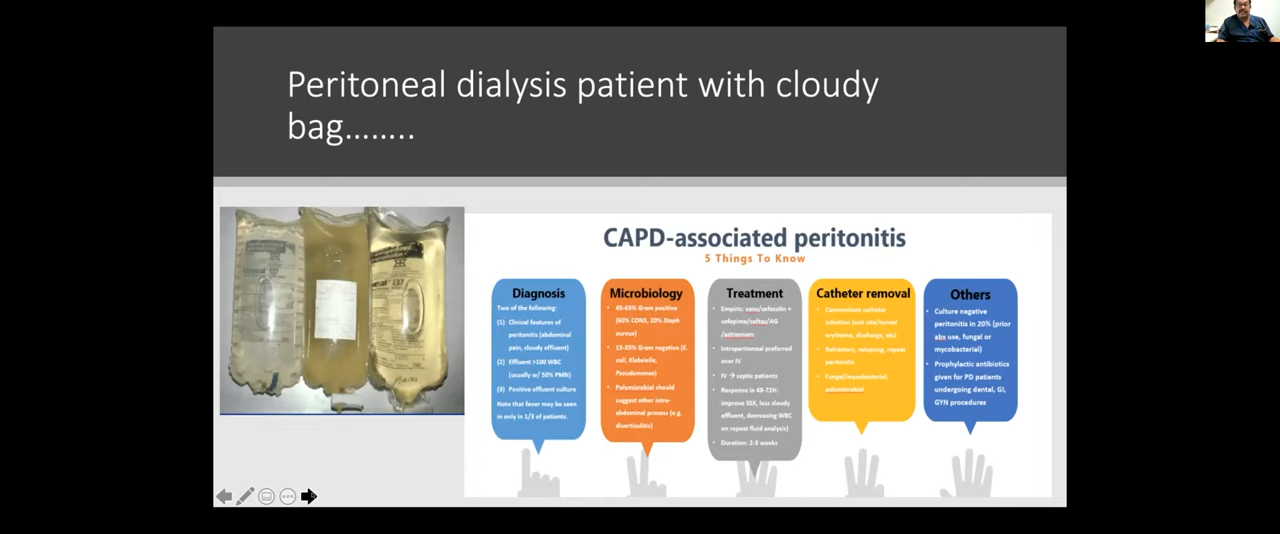 Peritoneal dialysis patient with cloudy
bag........
CAPD-associated peritonitis
5 Things To Know
Diagnosis
Two of the following:
(1) Clinical features of
peritonitis (abdominal
pain, cloudy effluent)
(2) Effluent >100 WBC
(usually w/ 50% PMN)
(3) Positive effluent culture
Note that fever may be seen
in only in 1/3 of patients.
Microbiology
• 45-65% Gram positive
(60% CONS, 20% Staph
aureus)
• 15-35% Gram negative (E.
coli, Klebsiella,
Pseudomonas)
• Polymicrobial should
suggest other intra-
abdominal process (e.g.
diverticulitis)
Treatment
• Empiric: vanc/cefazolin +
cefepime/ceftaz/AG
/aztreonam
• Intraperitoneal preferred
over IV
• IV → septic patients
• Response in 48-72H:
improve SSX, less cloudy
effluent, decreasing WBC
on repeat fluid analysis)
• Duration: 2-3 weeks
Catheter removal
• Concomitant catheter
infection (exit site/tunnel
erythema, discharge, etc)
• Refractory, relapsing, repeat
peritonitis
• Fungal/mycobacterial,
polymicrobial
Others
• Culture negative
peritonitis in 20% (prior
abx use, fungal or
mycobacterial)
• Prophylactic antibiotics
given for PD patients
undergoing dental, GI,
GYN procedures